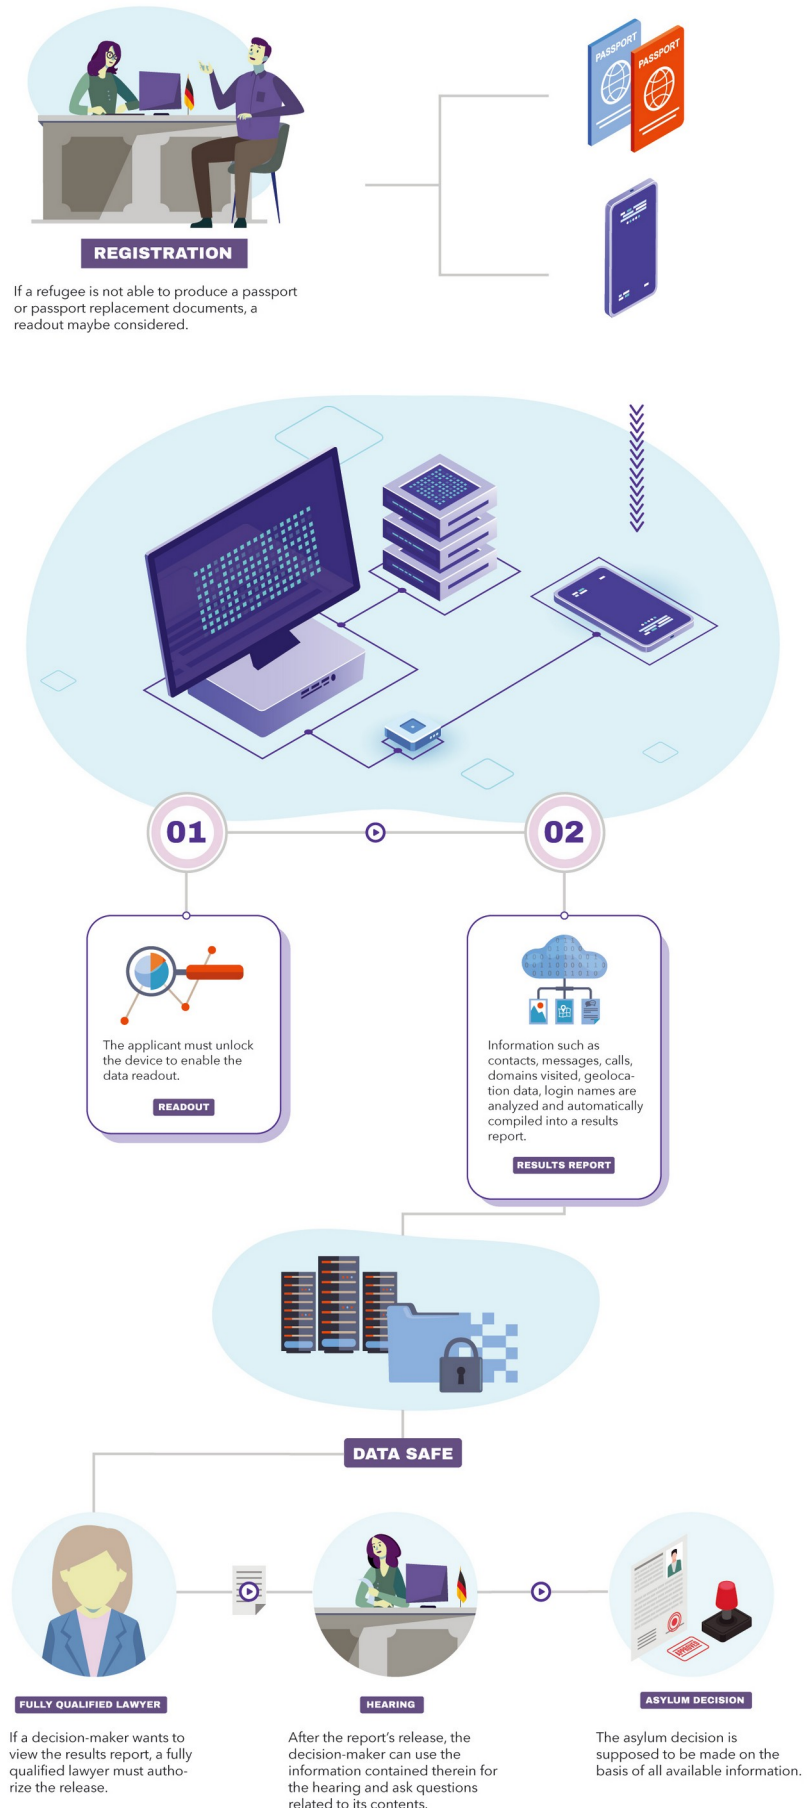 PASSPORT
PASSPORT
REGISTRATION
If a refugee is not able to produce a passport
or passport replacement documents, a
readout maybe considered.
01
02
The applicant must unlock
the device to enable the
data readout.
READOUT
Information such as
contacts, messages, calls,
domains visited, geoloca-
tion data, login names are
analyzed and automatically
compiled into a results
report.
RESULTS REPORT
DATA SAFE
APPROVED
FULLY QUALIFIED LAWYER
If a decision-maker wants to
view the results report, a fully
qualified lawyer must autho-
rize the release.
HEARING
After the report's release, the
decision-maker can use the
information contained therein for
the hearing and ask questions
related to its contents.
ASYLUM DECISION
The asylum decision is
supposed to be made on the
basis of all available information.